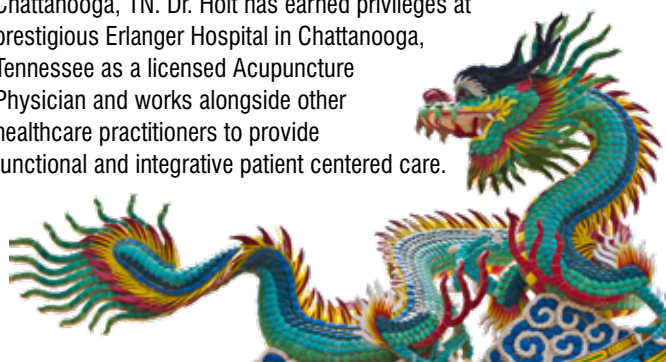 Chattanooga, TN. Dr. Holt has earned privileges at
prestigious Erlanger Hospital in Chattanooga,
Tennessee as a licensed Acupuncture
Physician and works alongside other
healthcare practitioners to provide
functional and integrative patient centered care.